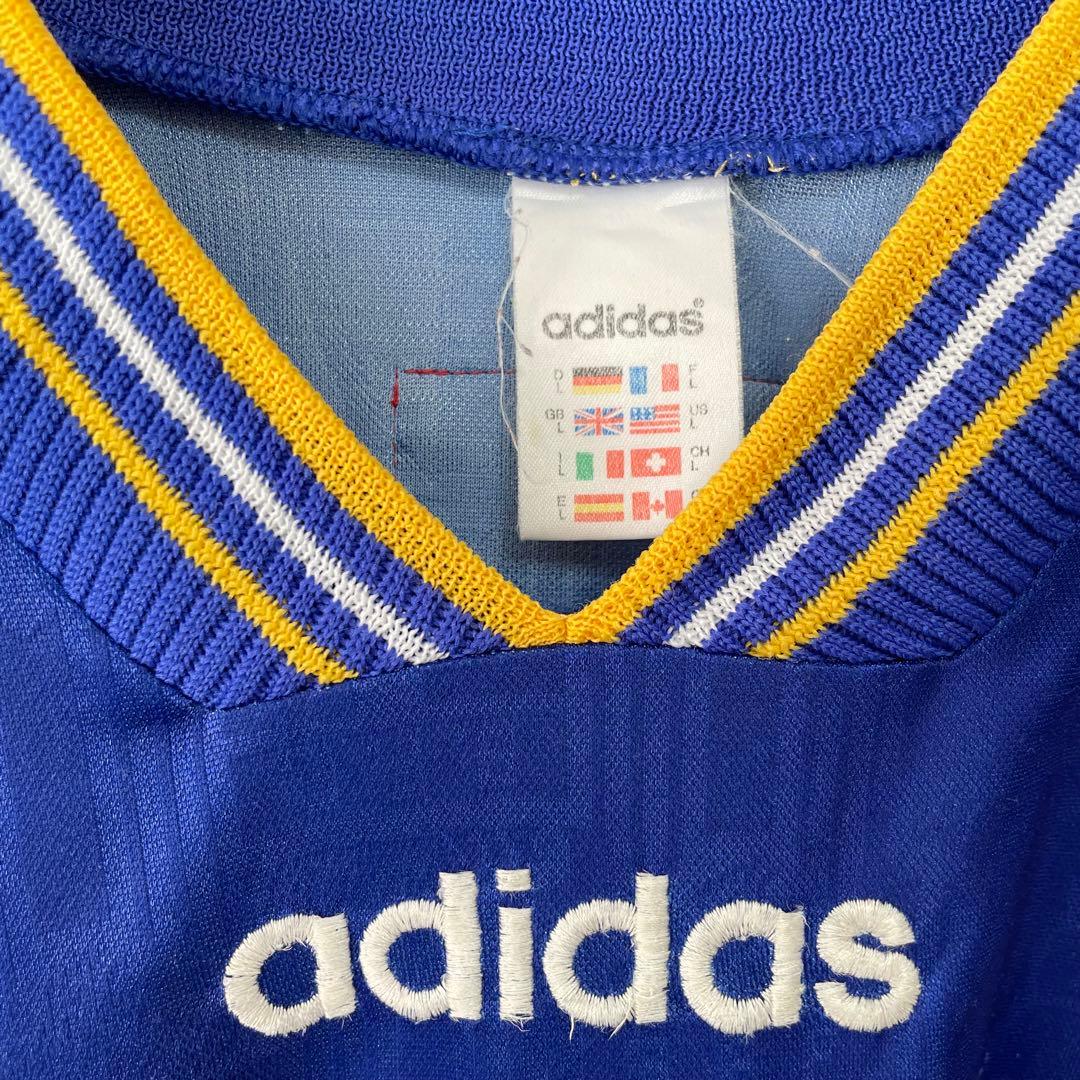 adidas®
D L F L
GB L US L
I L CH L
E L
adidas